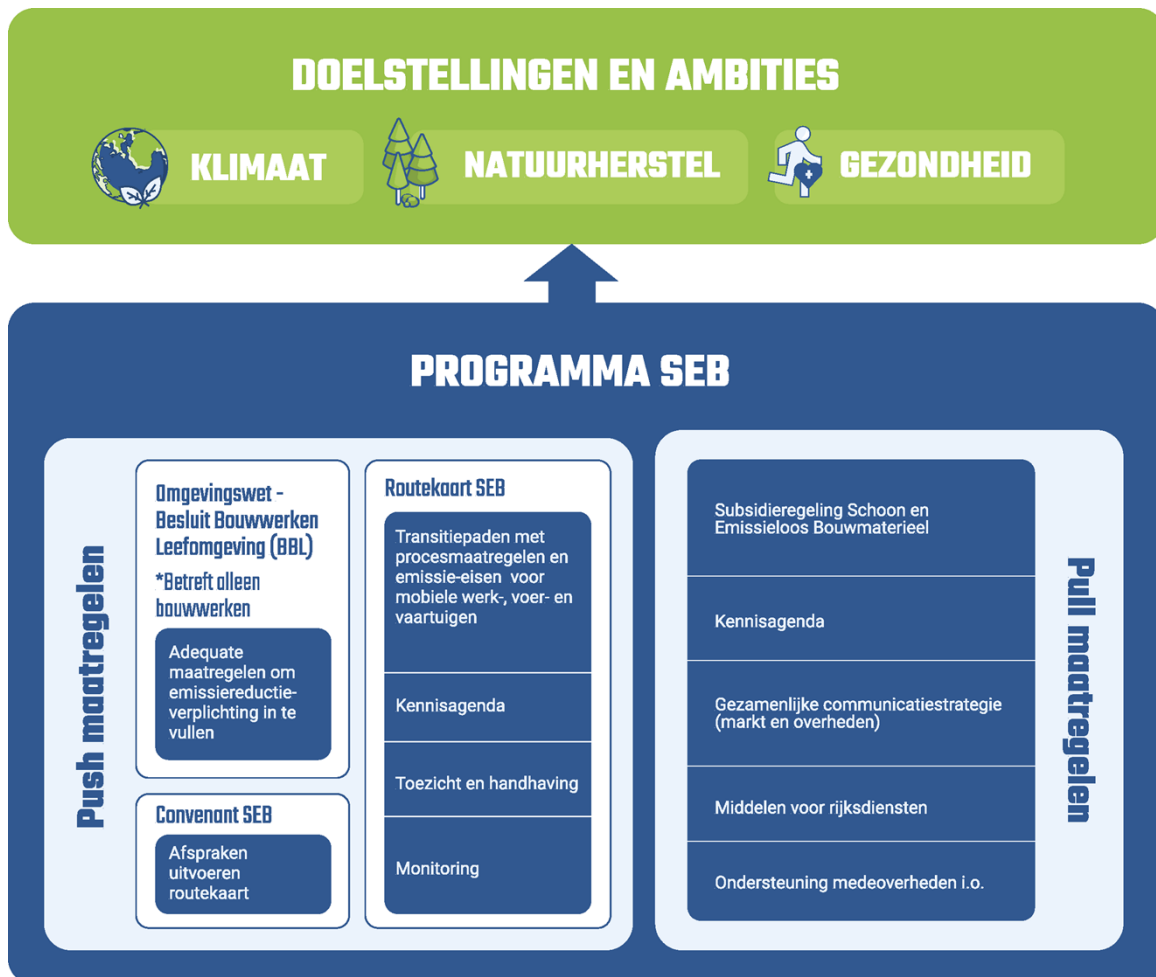 DOELSTELLINGEN EN AMBITIES
KLIMAAT
NATUURHERSTEL
GEZONDHEID
PROGRAMMA SEB
Push maatregelen
Omgevingswet -
Besluit Bouwwerken
Leefomgeving (BBL)
*Betreft alleen
bouwwerken
Adequate
maatregelen om
emissiereductie-
verplichting in te
vullen
Convenant SEB
Afspraken
uitvoeren
routekaart
Routekaart SEB
Transitiepaden met
procesmaatregelen en
emissie-eisen voor
mobiele werk-, voer- en
vaartuigen
Kennisagenda
Toezicht en handhaving
Monitoring
Subsidieregeling Schoon en
Emissieloos Bouwmaterieel
Kennisagenda
Gezamenlijke communicatiestrategie
(markt en overheden)
Middelen voor rijksdiensten
Ondersteuning medeoverheden i.o.
Pull maatregelen